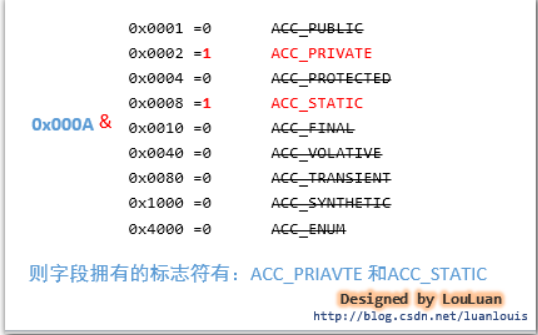 0x0001 =0 ACC_PUBLIC
0x0002 =1 ACC_PRIVATE
0x0004 =0 ACC_PROTECTED
0x0008 =1 ACC_STATIC
0x000A & 0x0010 =0 ACC_FINAL
0x0040 =0 ACC_VOLATIVE
0x0080 =0 ACC_TRANSIENT
0x1000 =0 ACC_SYNTHETIC
0x4000 =0 ACC_ENUM
则字段拥有的标志符有：ACC_PRIAVTE 和ACC_STATIC
Designed by LouLuan
http://blog.csdn.net/luanlouis